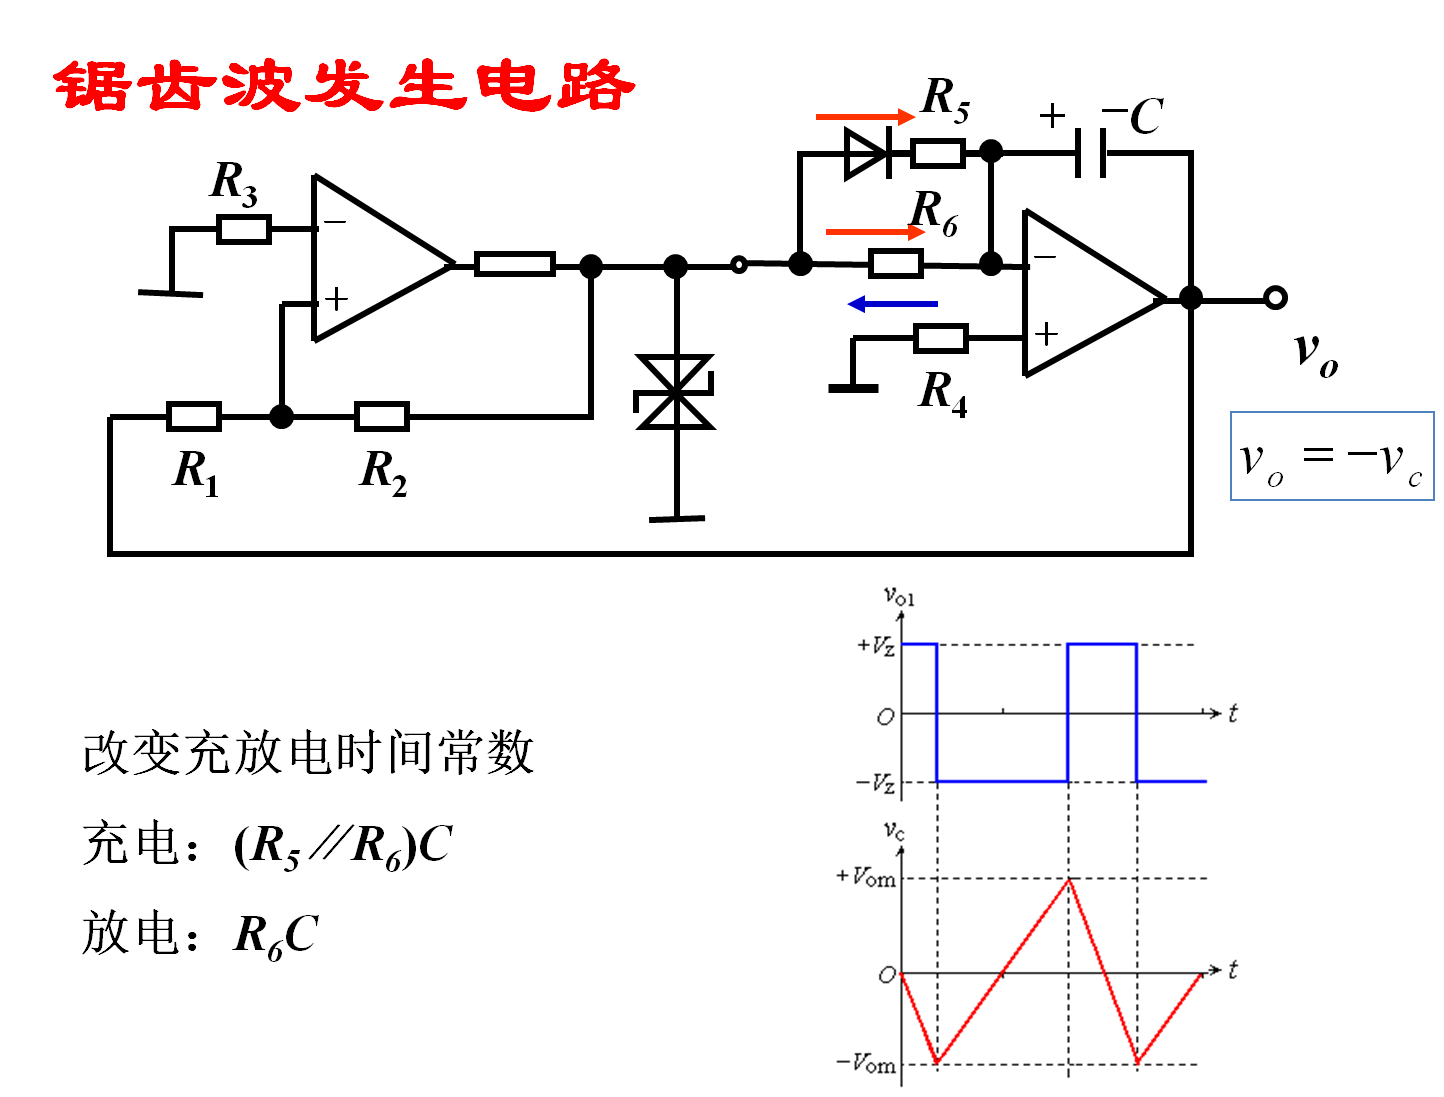 锯齿波发生电路
R5
+
−C
R3
R6
−
−
+
+
R4
vo
R1
R2
vo = −vc
vo1
+Vz
O
t
−Vz
改变充放电时间常数
充电：(R5∥R6)C
放电：R6C
vc
+Vom
O
t
−Vom